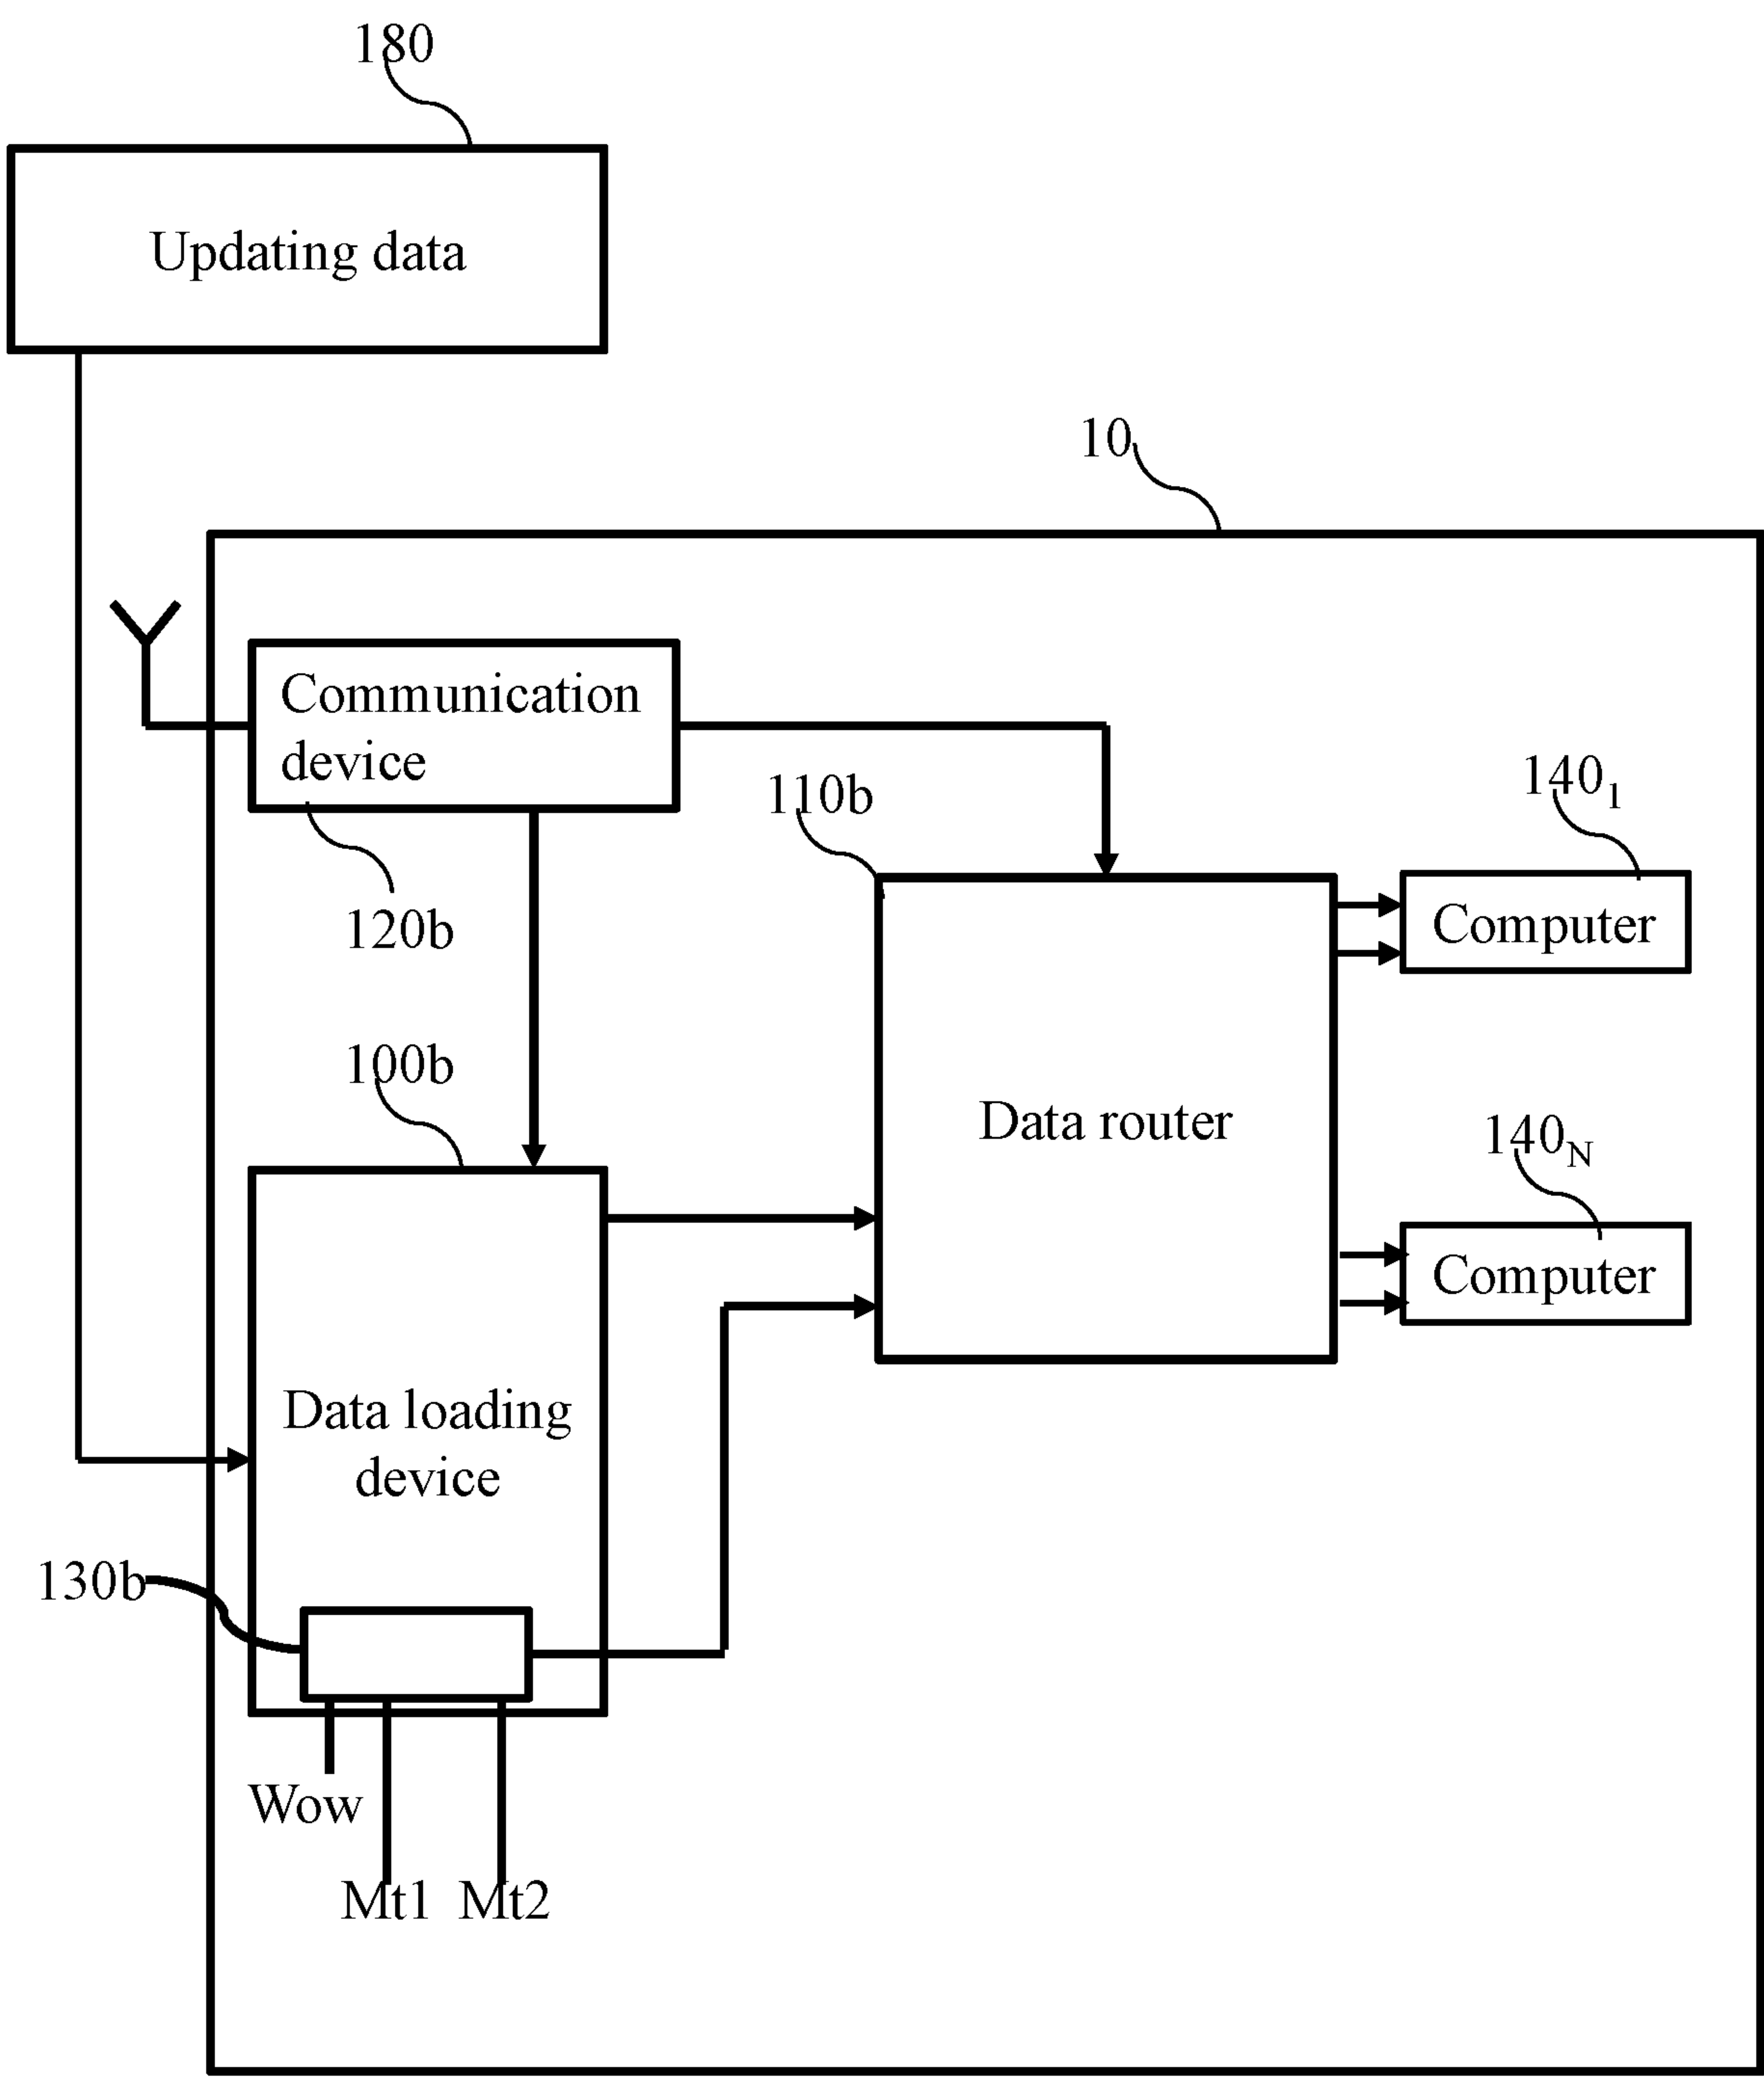 180
Updating data
10
Communication
device
120b
110b
140₁
Computer
100b
Data router
140N
Computer
Data loading
device
130b
Wow
Mt1 Mt2